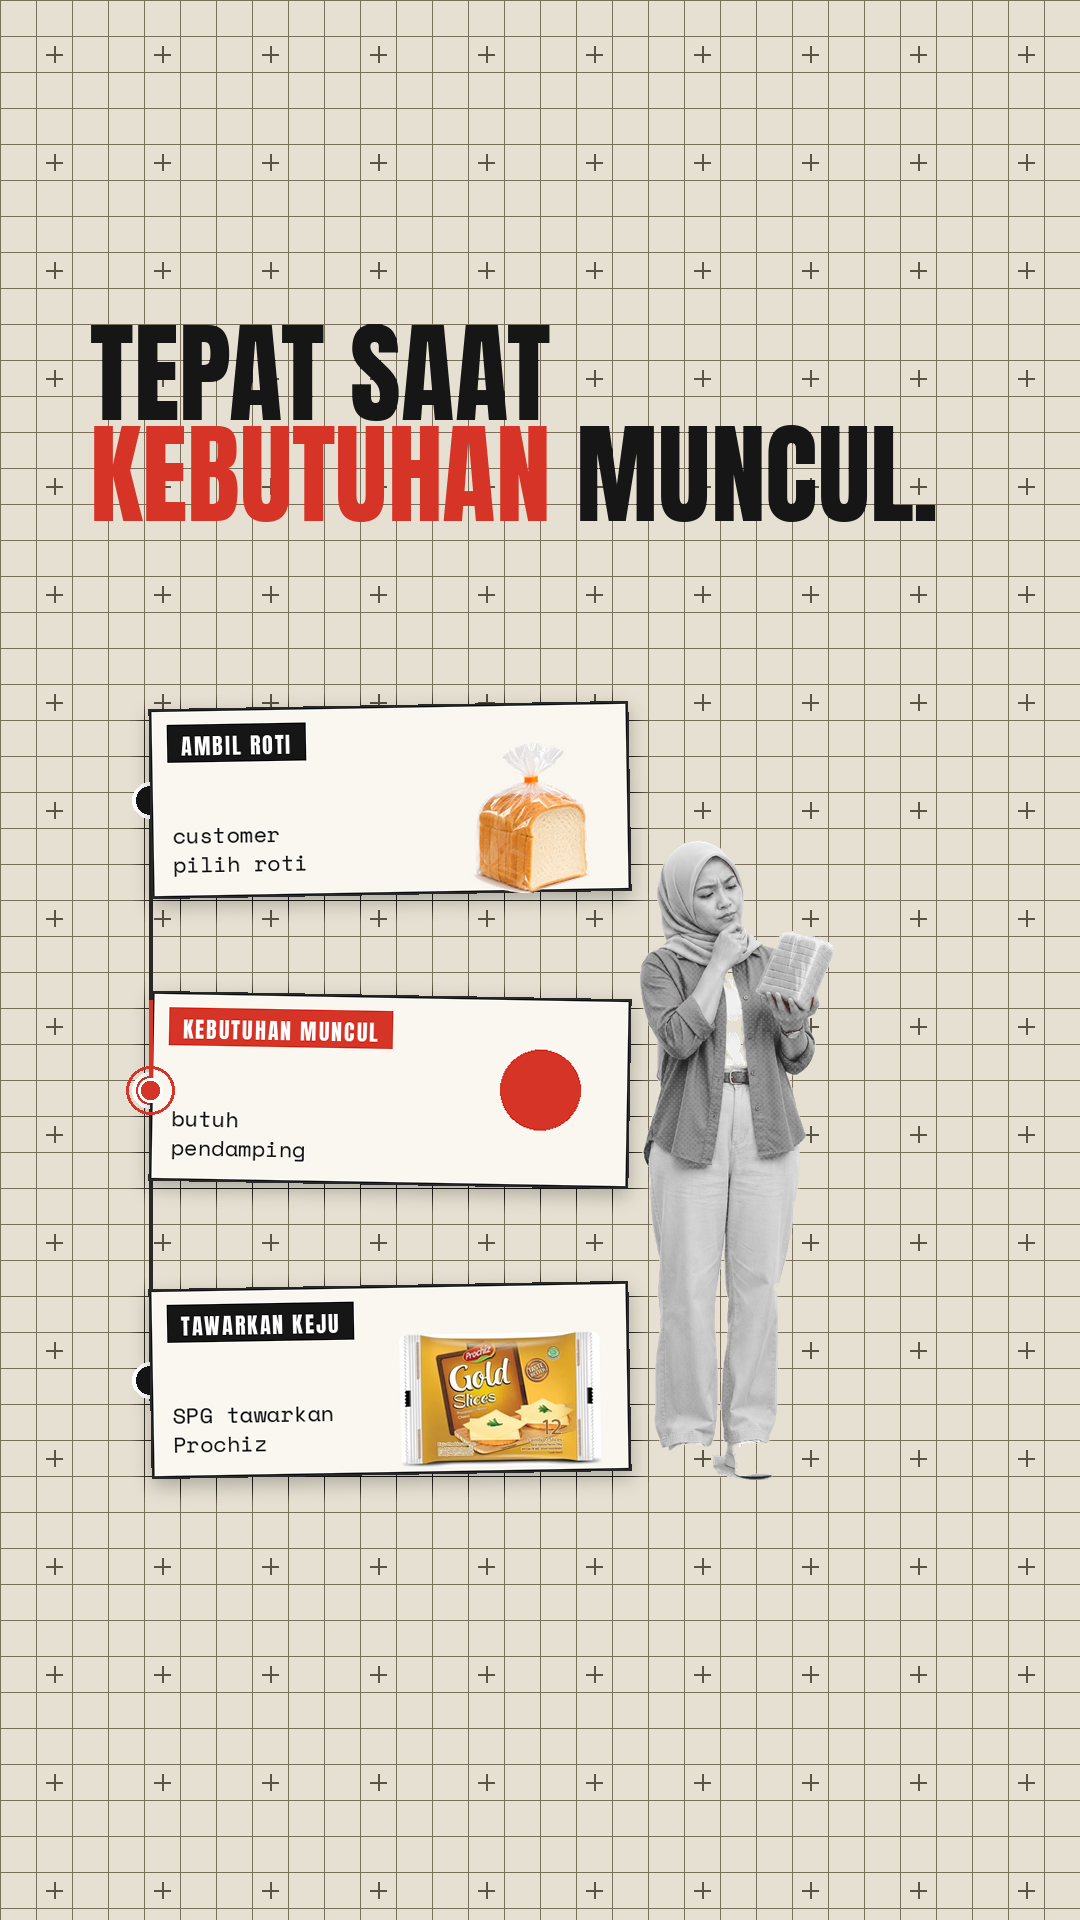 TEPAT SAAT
KEBUTUHAN MUNCUL.
AMBIL ROTI
customer
pilih roti
KEBUTUHAN MUNCUL
butuh
pendamping
TAWARKAN KEJU
SPG tawarkan
Prochiz
Prochiz
Gold
Slices
12